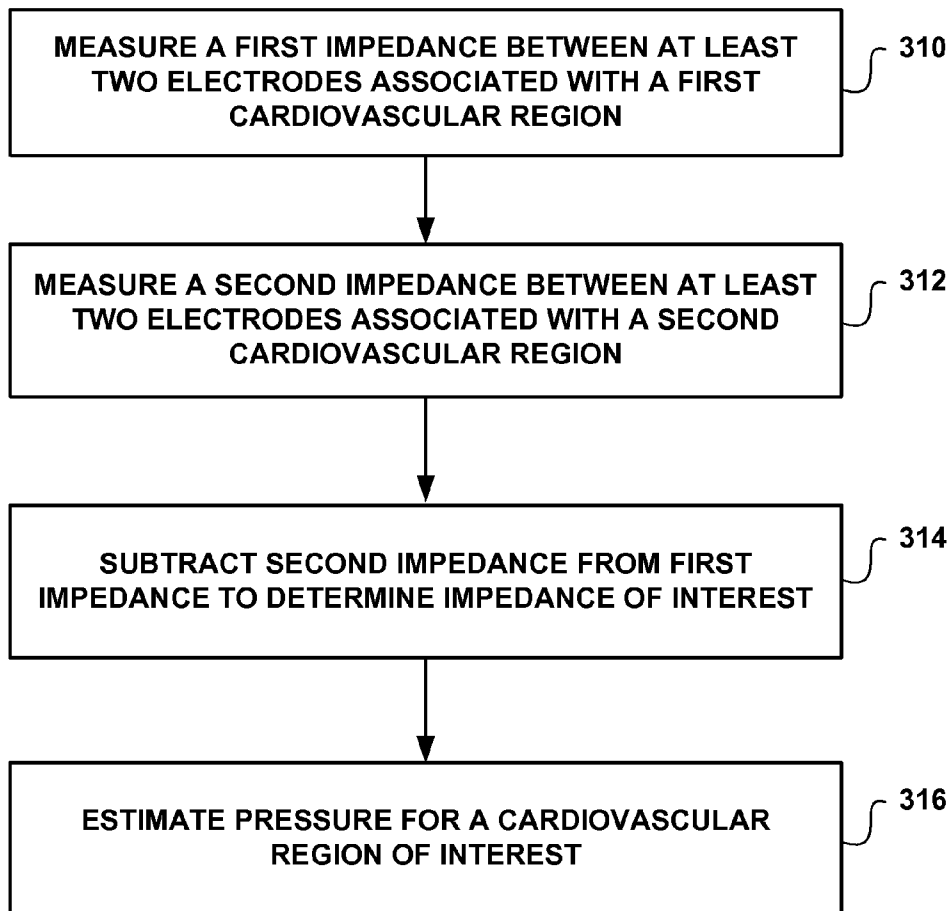 MEASURE A FIRST IMPEDANCE BETWEEN AT LEAST
TWO ELECTRODES ASSOCIATED WITH A FIRST
CARDIOVASCULAR REGION
310
MEASURE A SECOND IMPEDANCE BETWEEN AT LEAST
TWO ELECTRODES ASSOCIATED WITH A SECOND
CARDIOVASCULAR REGION
312
SUBTRACT SECOND IMPEDANCE FROM FIRST
IMPEDANCE TO DETERMINE IMPEDANCE OF INTEREST
314
ESTIMATE PRESSURE FOR A CARDIOVASCULAR
REGION OF INTEREST
316